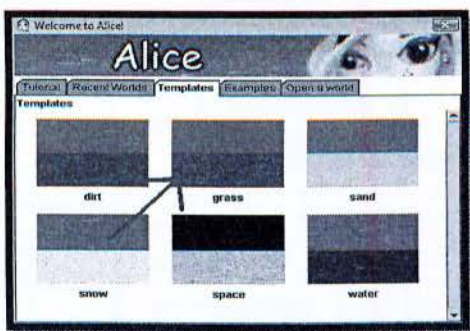 Welcome to Alice!
Alice
Tutorial Recent Worlds Templates Examples Open a world
Templates
dirt grass sand
snow space water